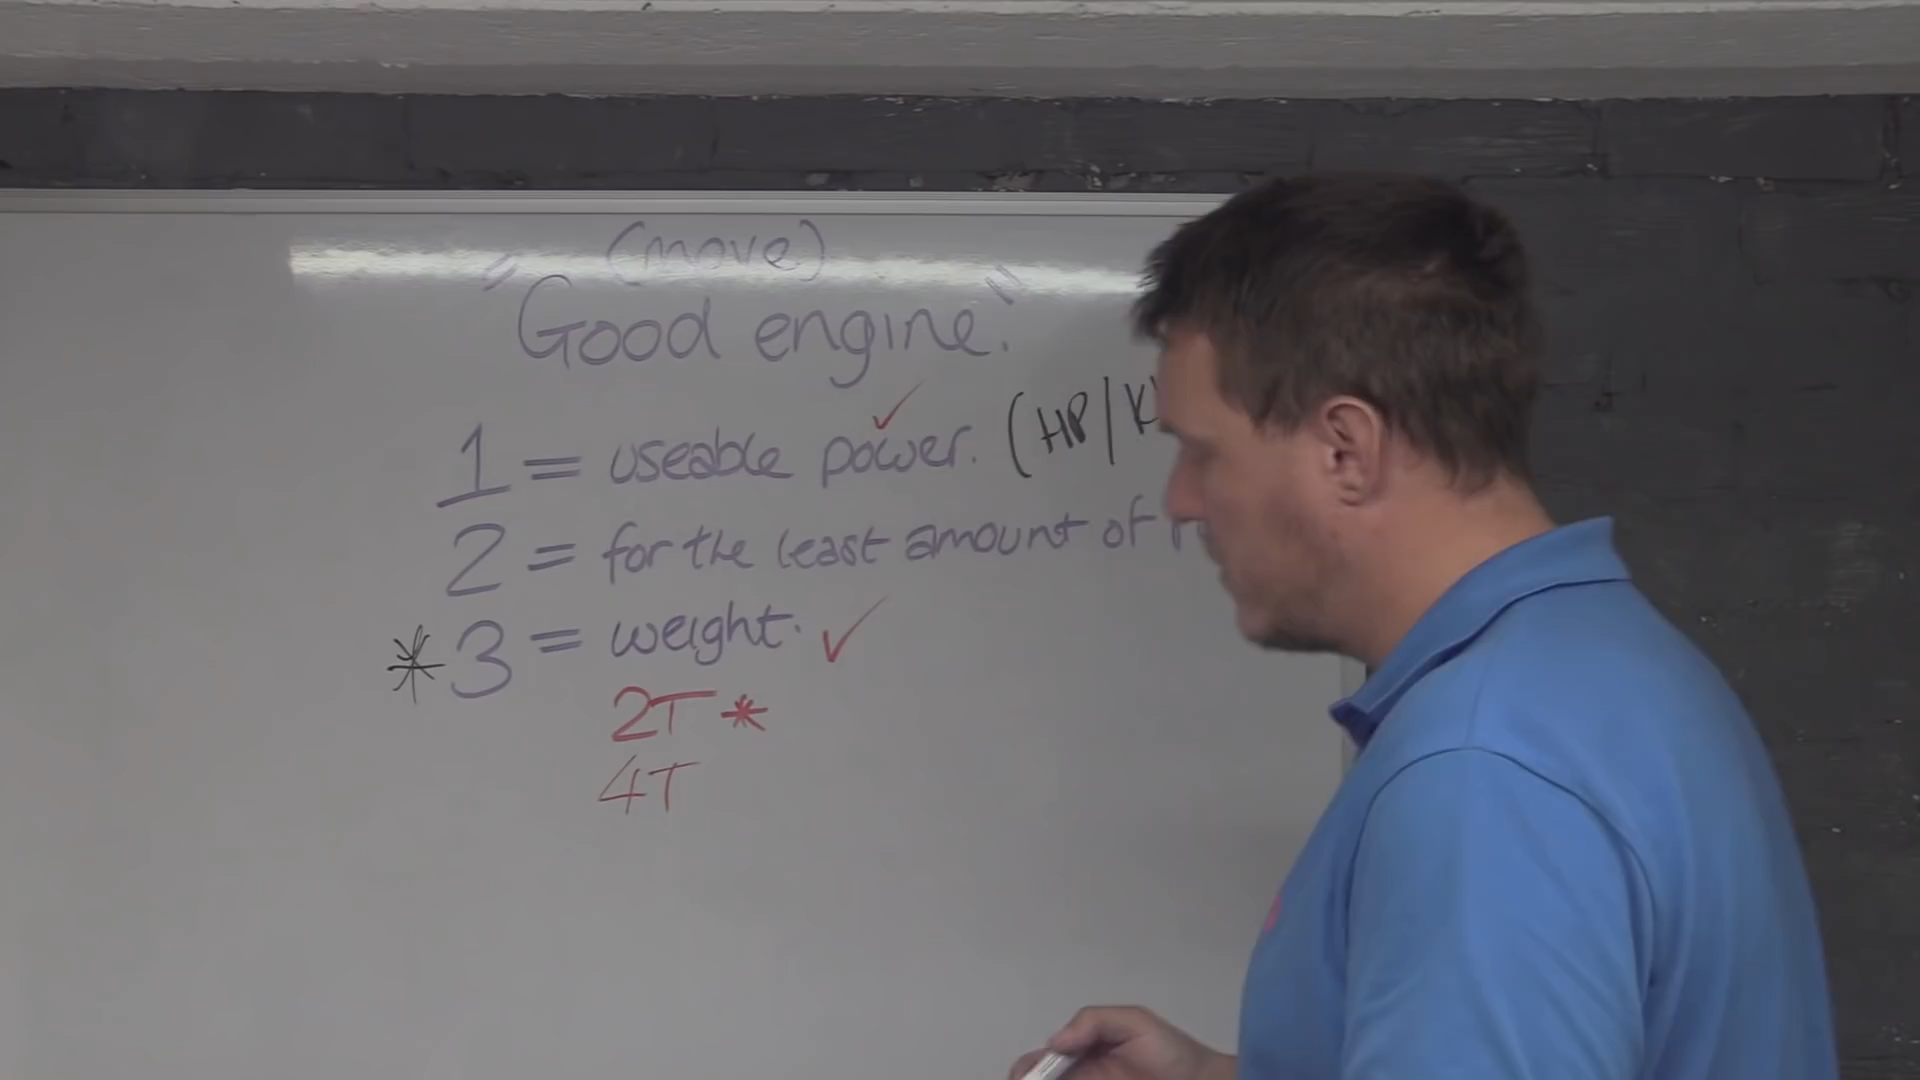 (move)
"Good engine."
1 = useable power. (HP/K
2 = for the least amount of
* 3 = weight.
2T *
4T